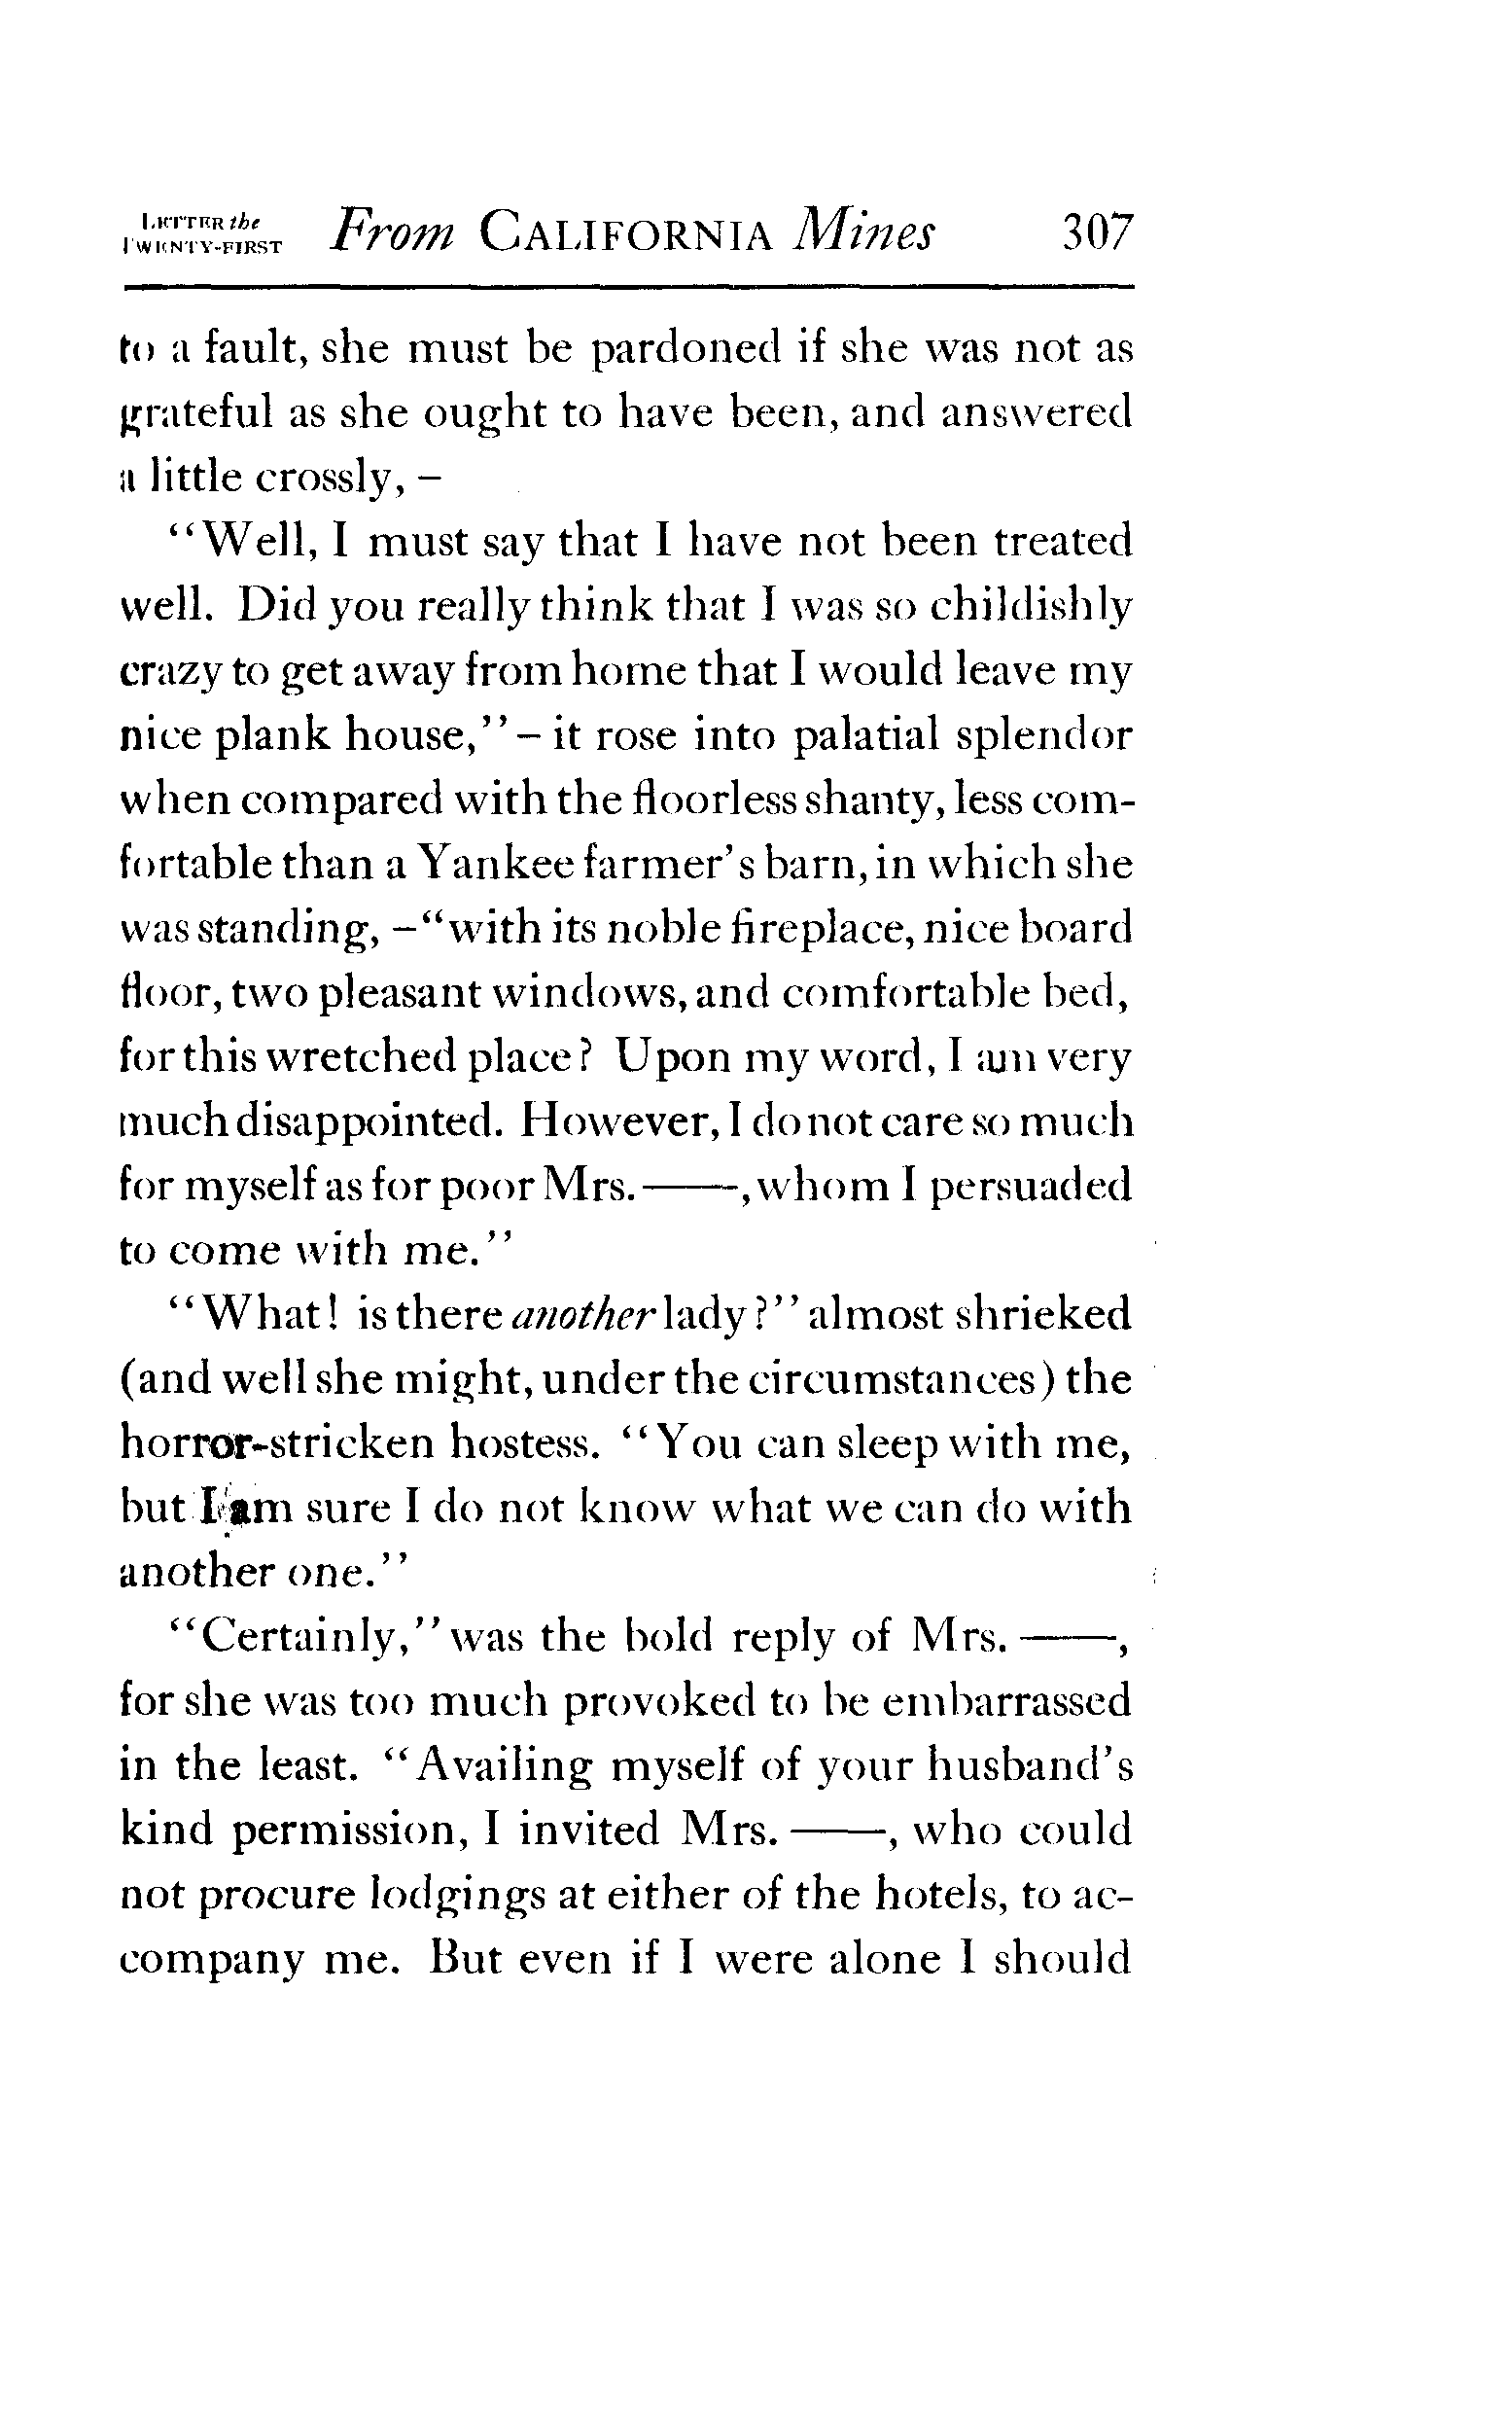 LETTER the
TWENTY-FIRST
From CALIFORNIA Mines 307
to a fault, she must be pardoned if she was not as
grateful as she ought to have been, and answered
a little crossly, –
“Well, I must say that I have not been treated
well. Did you really think that I was so childishly
crazy to get away from home that I would leave my
nice plank house,” – it rose into palatial splendor
when compared with the floorless shanty, less com-
fortable than a Yankee farmer's barn, in which she
was standing, – “with its noble fireplace, nice board
floor, two pleasant windows, and comfortable bed,
for this wretched place? Upon my word, I am very
much disappointed. However, I do not care so much
for myself as for poor Mrs. ——, whom I persuaded
to come with me.”
“What! is there another lady?” almost shrieked
(and well she might, under the circumstances) the
horror-stricken hostess. “You can sleep with me,
but I am sure I do not know what we can do with
another one.”
“Certainly,” was the bold reply of Mrs. ——,
for she was too much provoked to be embarrassed
in the least. “Availing myself of your husband's
kind permission, I invited Mrs. ——, who could
not procure lodgings at either of the hotels, to ac-
company me. But even if I were alone I should